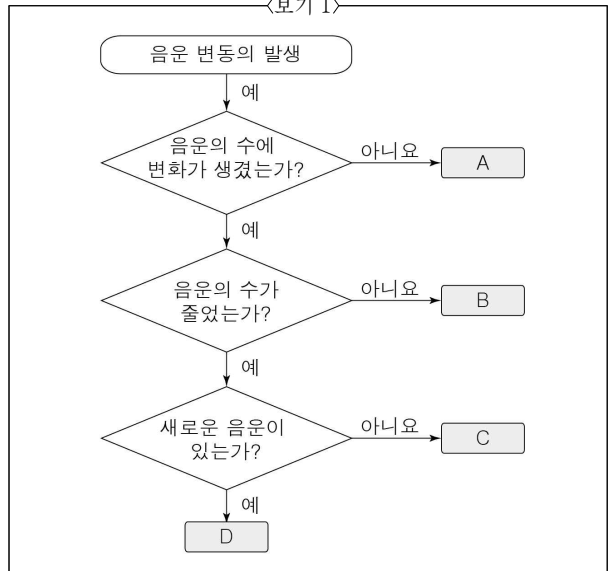 <보기 1>
음운 변동의 발생
예
음운의 수에
변화가 생겼는가?
아니요
A
예
음운의 수가
줄었는가?
아니요
B
예
새로운 음운이
있는가?
아니요
C
예
D